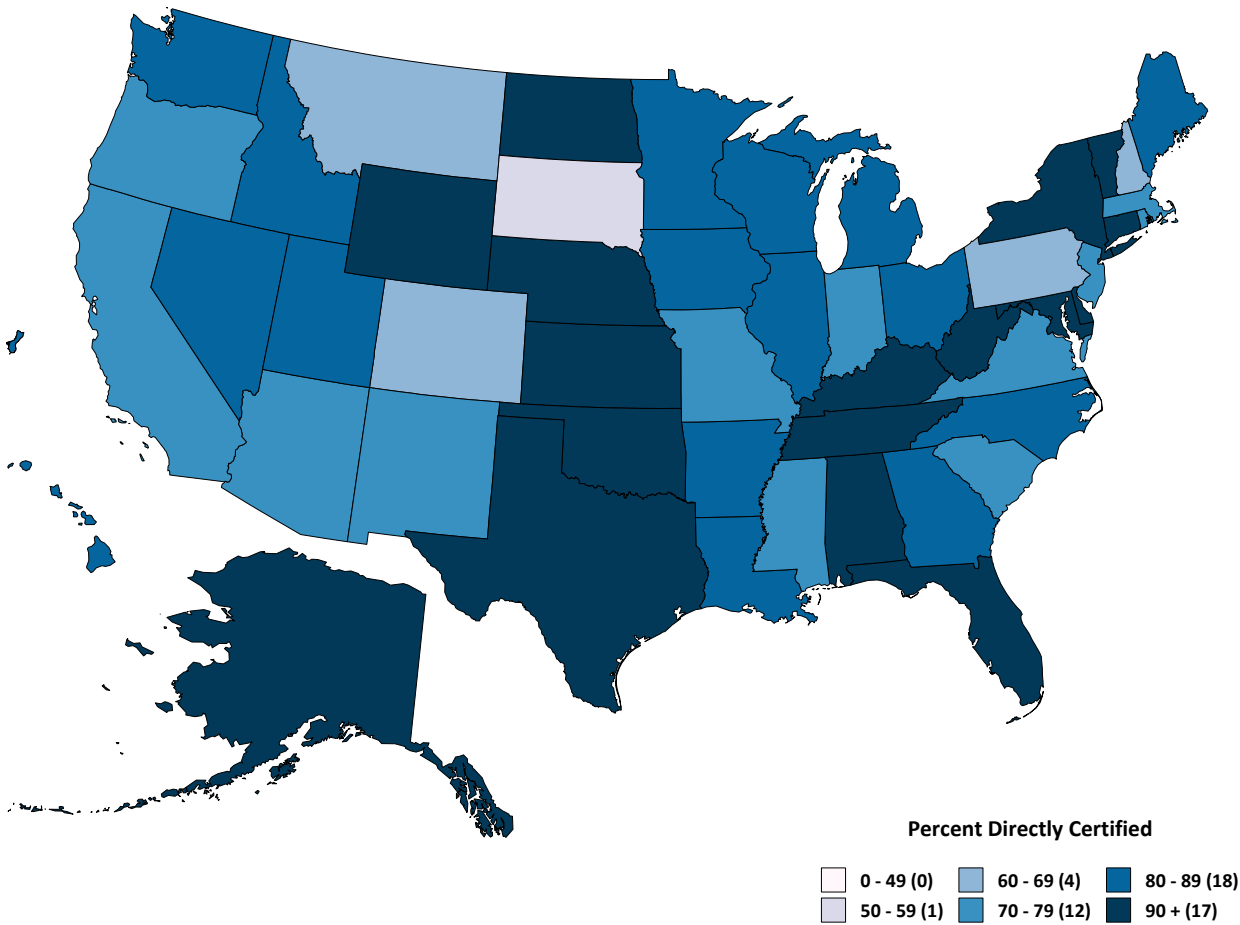 Percent Directly Certified
0 - 49 (0) 60 - 69 (4) 80 - 89 (18)
50 - 59 (1) 70 - 79 (12) 90 + (17)